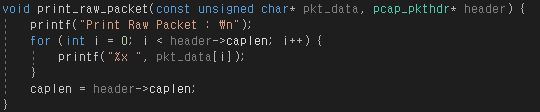 void print_raw_packet(const unsigned char* pkt_data, pcap_pkthdr* header) {
printf("Print Raw Packet : ₩n");
for (int i = 0; i < header->caplen; i++) {
printf("%x ", pkt_data[i]);
}
caplen = header->caplen;
}